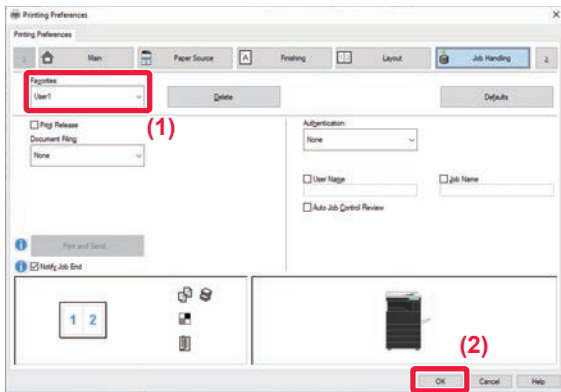 Printing Preferences
Printing Preferences
Main
Paper Source
Finishing
Layout
Job Handling
Favorites:
User1
Delete
Defaults
(1)
Print Release
Document Filing:
None
Authentication:
None
User Name
Job Name
Auto Job Control Review
Print and Send
Notify Job End
1 2
(2)
OK
Cancel
Help